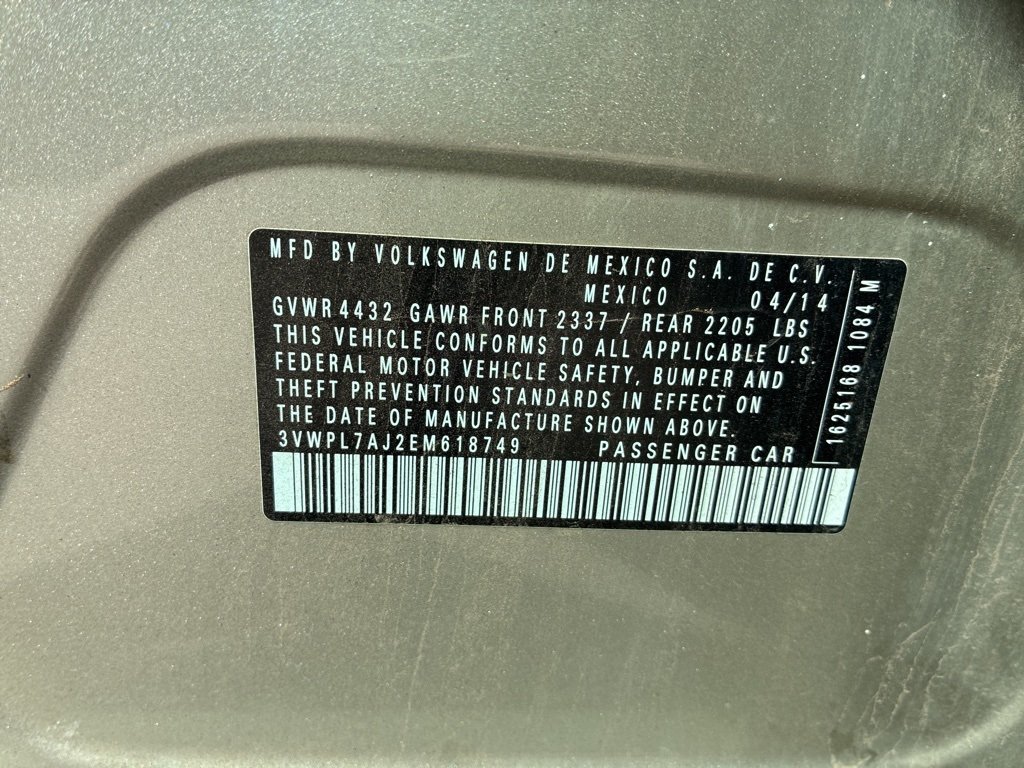 MFD BY VOLKSWAGEN DE MEXICO S.A. DE C.V.
MEXICO 04/14
GVWR 4432 GAWR FRONT 2337 / REAR 2205 LBS
THIS VEHICLE CONFORMS TO ALL APPLICABLE U.S.
FEDERAL MOTOR VEHICLE SAFETY, BUMPER AND
THEFT PREVENTION STANDARDS IN EFFECT ON
THE DATE OF MANUFACTURE SHOWN ABOVE.
3VWPL7AJ2EM618749 PASSENGER CAR
1625168 1084 M